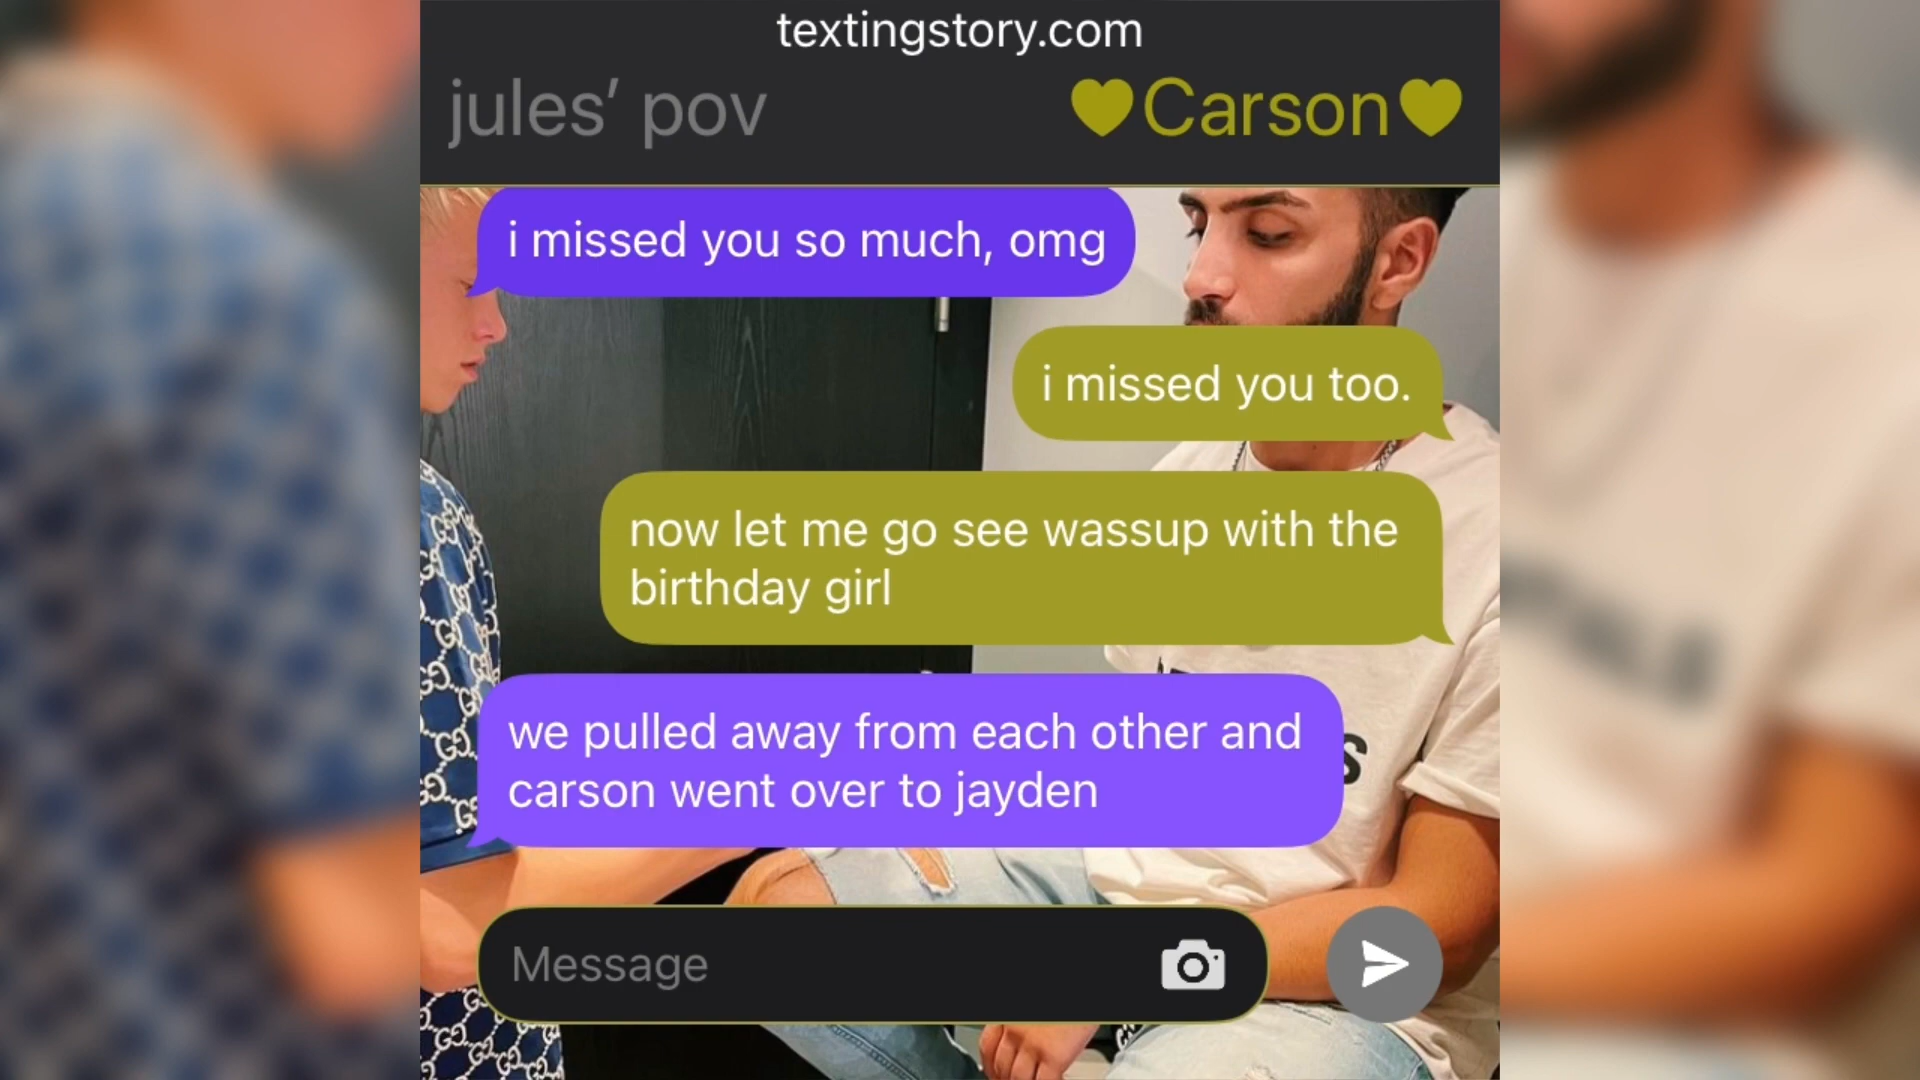 textingstory.com
jules’ pov
♥Carson♥
i missed you so much, omg
i missed you too.
now let me go see wassup with the
birthday girl
we pulled away from each other and
carson went over to jayden
Message